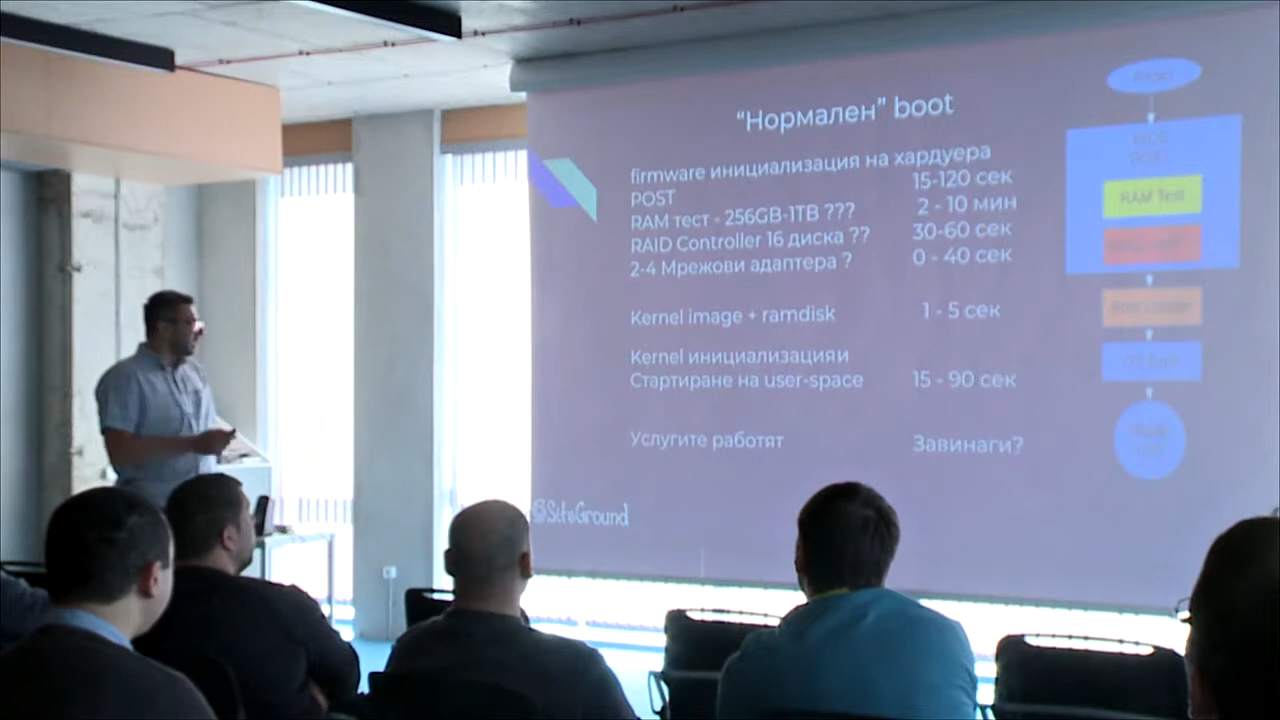 “Нормален” boot
firmware инициализация на хардуера
POST 15-120 сек
RAM тест - 256GB-1TB ??? 2 - 10 мин
RAID Controller 16 диска ?? 30-60 сек
2-4 Мрежови адаптера ? 0 - 40 сек
Kernel image + ramdisk 1 - 5 сек
Kernel инициализацияи
Стартиране на user-space 15 - 90 сек
Услугите работят Завинаги?
@SiteGround
BIOS
POST
RAM Test